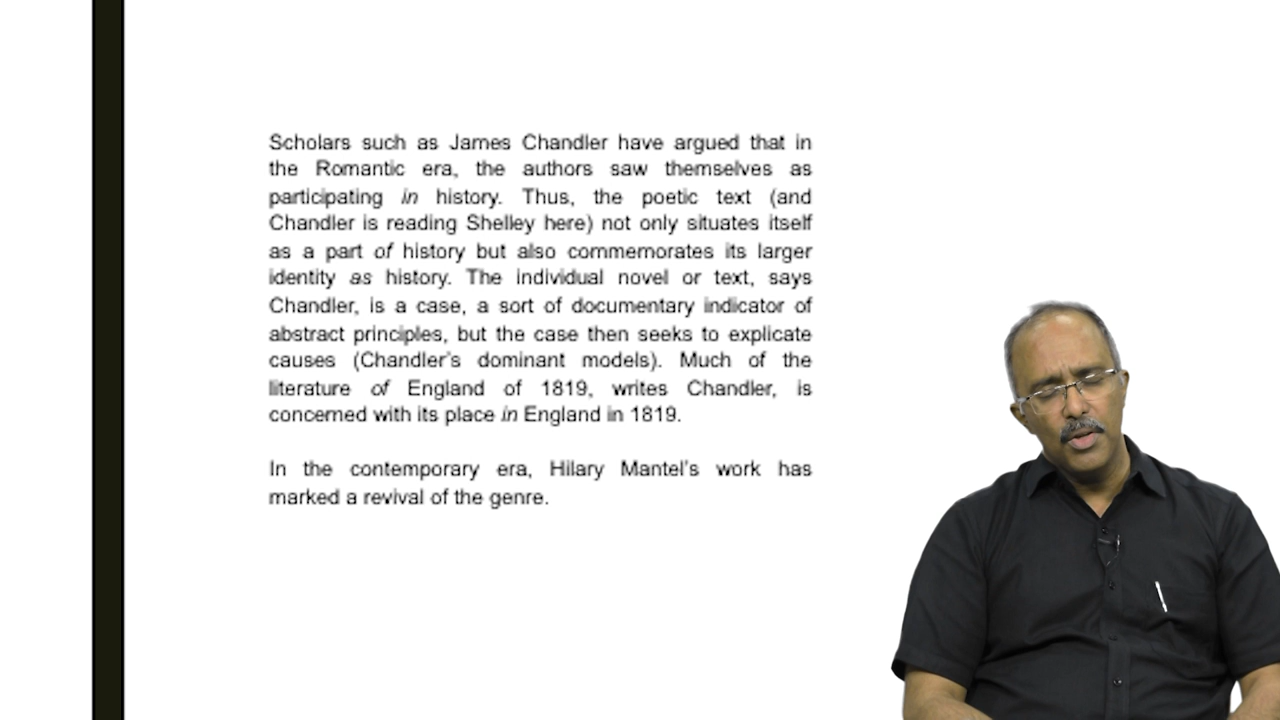 Scholars such as James Chandler have argued that in
the Romantic era, the authors saw themselves as
participating in history. Thus, the poetic text (and
Chandler is reading Shelley here) not only situates itself
as a part of history but also commemorates its larger
identity as history. The individual novel or text, says
Chandler, is a case, a sort of documentary indicator of
abstract principles, but the case then seeks to explicate
causes (Chandler's dominant models). Much of the
literature of England of 1819, writes Chandler, is
concerned with its place in England in 1819.
In the contemporary era, Hilary Mantel's work has
marked a revival of the genre.